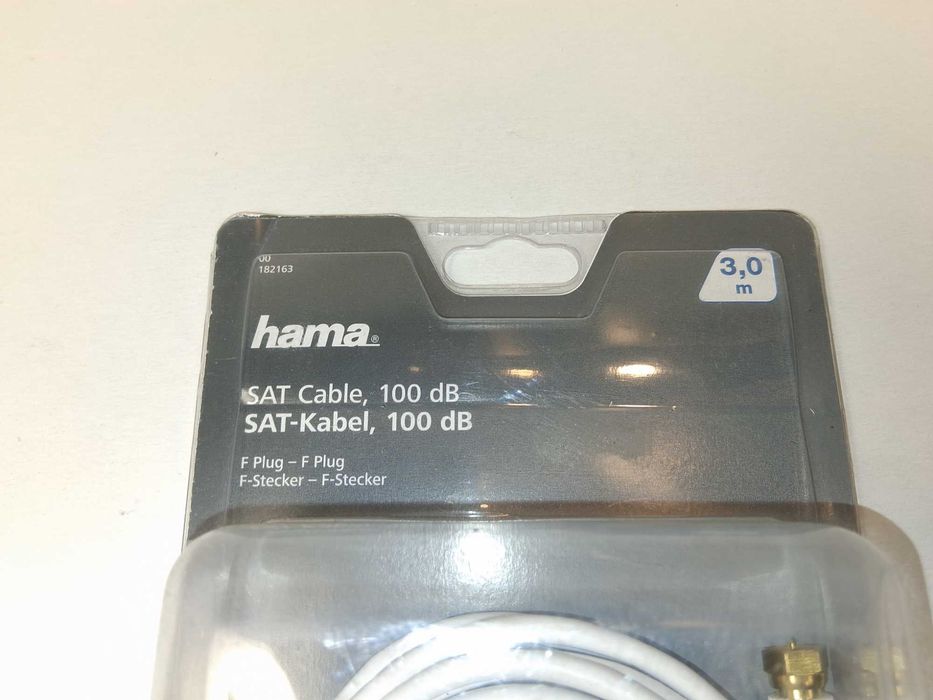 00
182163
3,0
m
hama®
SAT Cable, 100 dB
SAT-Kabel, 100 dB
F Plug – F Plug
F-Stecker – F-Stecker